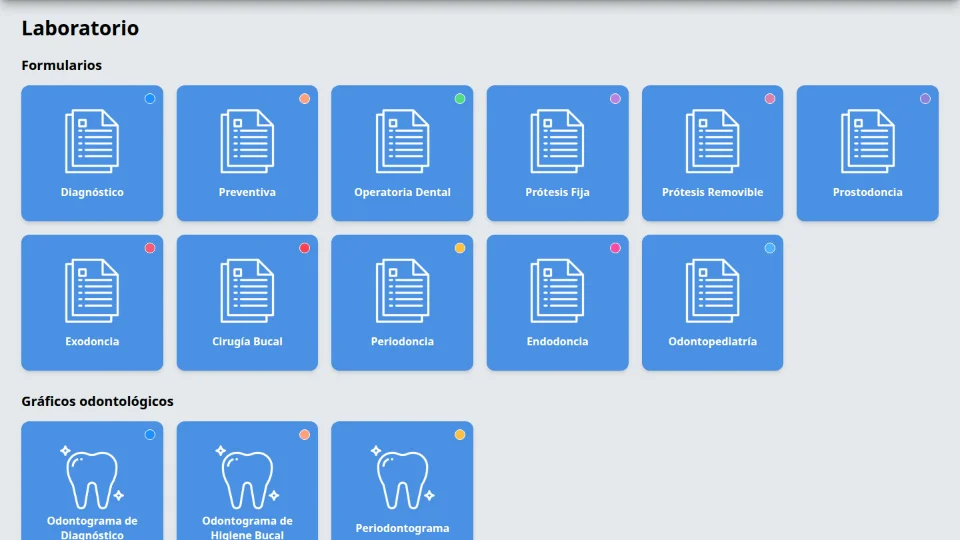 Laboratorio
Formularios
Diagnóstico
Preventiva
Operatoria Dental
Prótesis Fija
Prótesis Removible
Prostodoncia
Exodoncia
Cirugía Bucal
Periodoncia
Endodoncia
Odontopediatría
Gráficos odontológicos
Odontograma de
Diagnóstico
Odontograma de
Higiene Bucal
Periodontograma